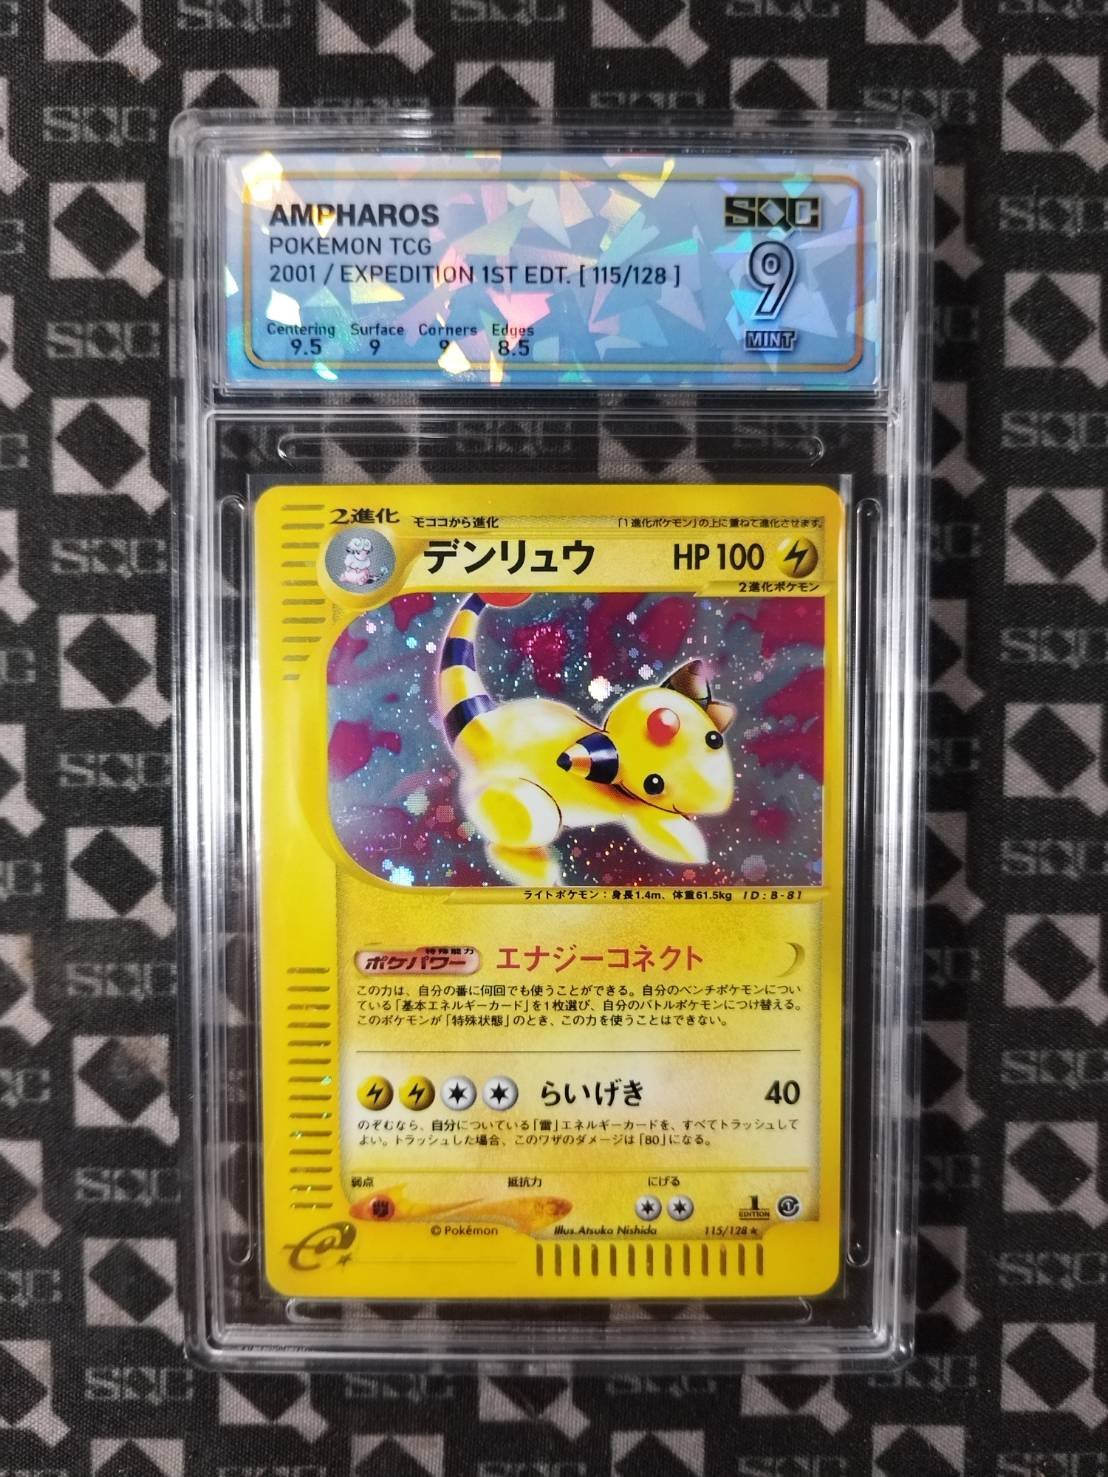 AMPHAROS
POKEMON TCG
2001 / EXPEDITION 1ST EDT. [ 115/128 ]
Centering Surface Corners Edges
9.5 9 9 8.5
SQC
9
MINT
2進化 モココから進化 「1進化ポケモン」の上に重ねて進化させます。
デンリュウ HP100
2進化ポケモン
ライトポケモン：身長1.4m、体重61.5kg ID:B-81
特殊能力
ポケパワー エナジーコネクト
この力は、自分の番に何回でも使うことができる。自分のベンチポケモンについ
ている「基本エネルギーカード」を1枚選び、自分のバトルポケモンにつけ替える。
このポケモンが「特殊状態」のとき、この力を使うことはできない。
らいげき 40
のぞむなら、自分についている「雷」エネルギーカードを、すべてトラッシュして
よい。トラッシュした場合、このワザのダメージは「80」になる。
弱点 抵抗力 にげる
1 EDITION
©Pokémon Illus. Atsuko Nishida 115/128★